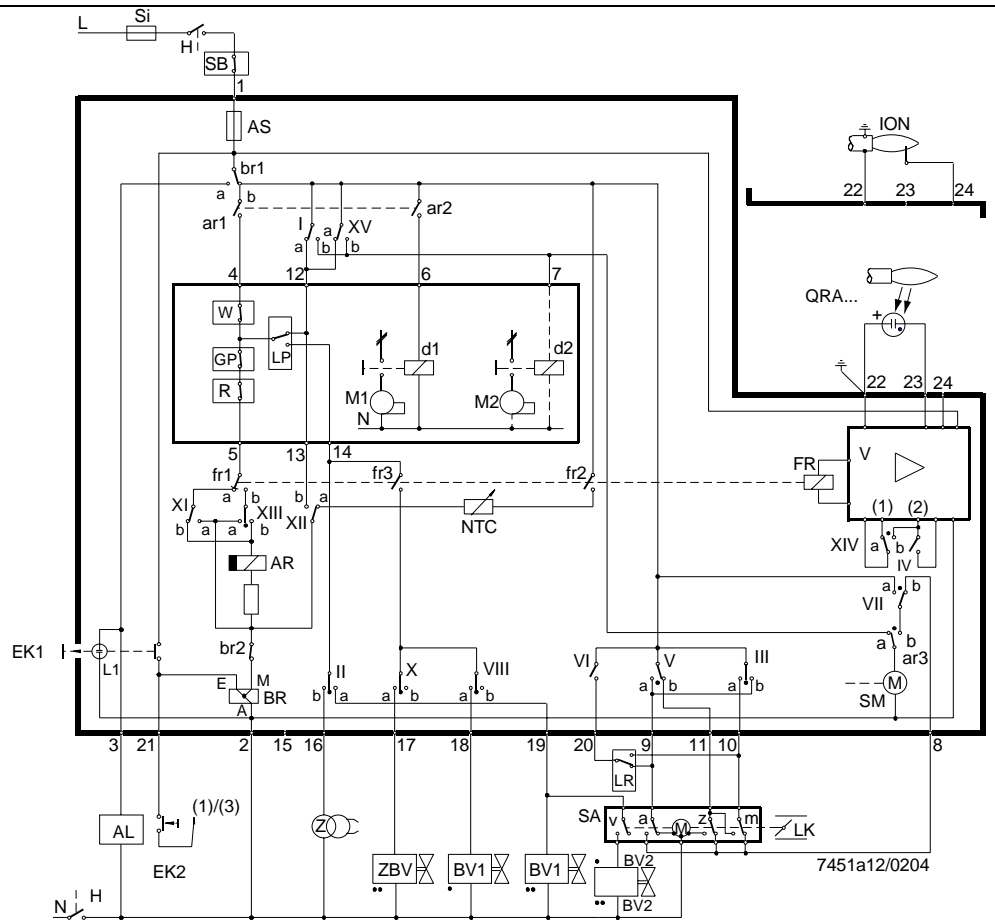 L Si
H
SB
1
AS
ION
br1
22 23 24
a b
ar1 ar2
I a XV
a b b
4 12 6 7
QRA...
W
+
LP
GP
d1 d2
R
M1 M2
N
22 23 24
5 13 14
V
fr1 fr3 fr2 FR
a b b a
XI XIII
(1) (2)
b a a b XII NTC
XIV a b IV
AR
a b
VII
EK1 L1
br2
a b
ar3
VI V III
II X VIII
E M BR
M
SM
A
b a a b a b a b a b
3 21 2 15 16 17 18 19 20 9 11 10 8
LR
(1)/(3)
SA v a M z m LK
AL
Z
EK2
ZBV BV1 BV1 BV2
7451a12/0204
BV2
N H